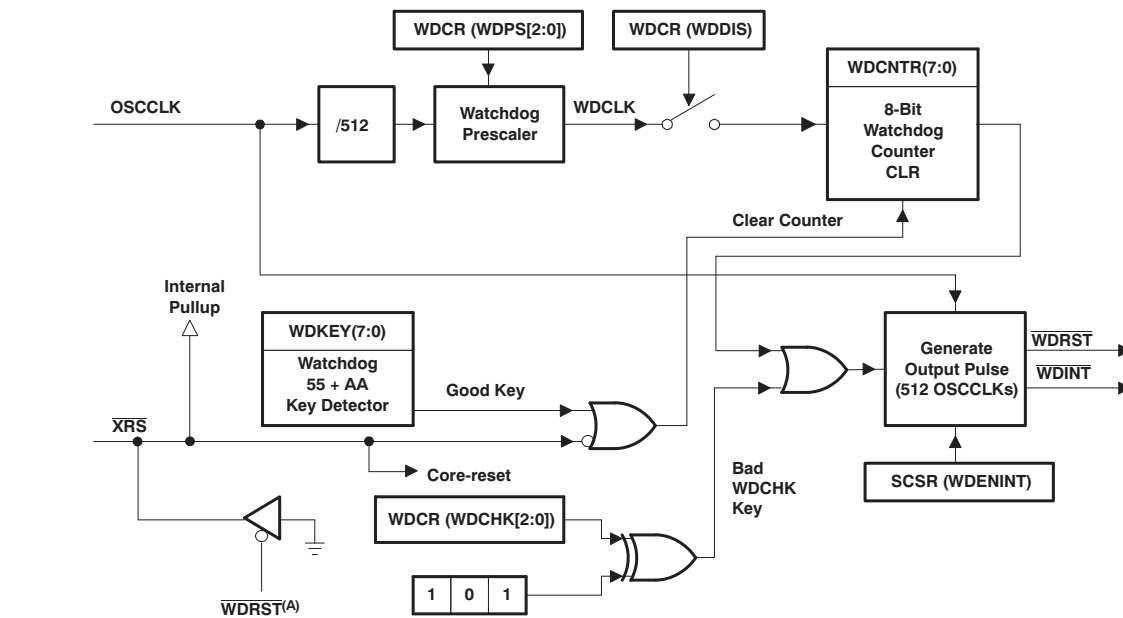 WDCR (WDPS[2:0])
WDCR (WDDIS)
WDCNTR(7:0)
OSCCLK
/512
Watchdog
Prescaler
WDCLK
8-Bit
Watchdog
Counter
CLR
Clear Counter
Internal
Pullup
WDKEY(7:0)
Watchdog
55 + AA
Key Detector
Good Key
Generate
Output Pulse
(512 OSCCLKs)
WDRST
WDINT
XRS
Core-reset
Bad
WDCHK
Key
SCSR (WDENINT)
WDCR (WDCHK[2:0])
1 0 1
WDRST(A)